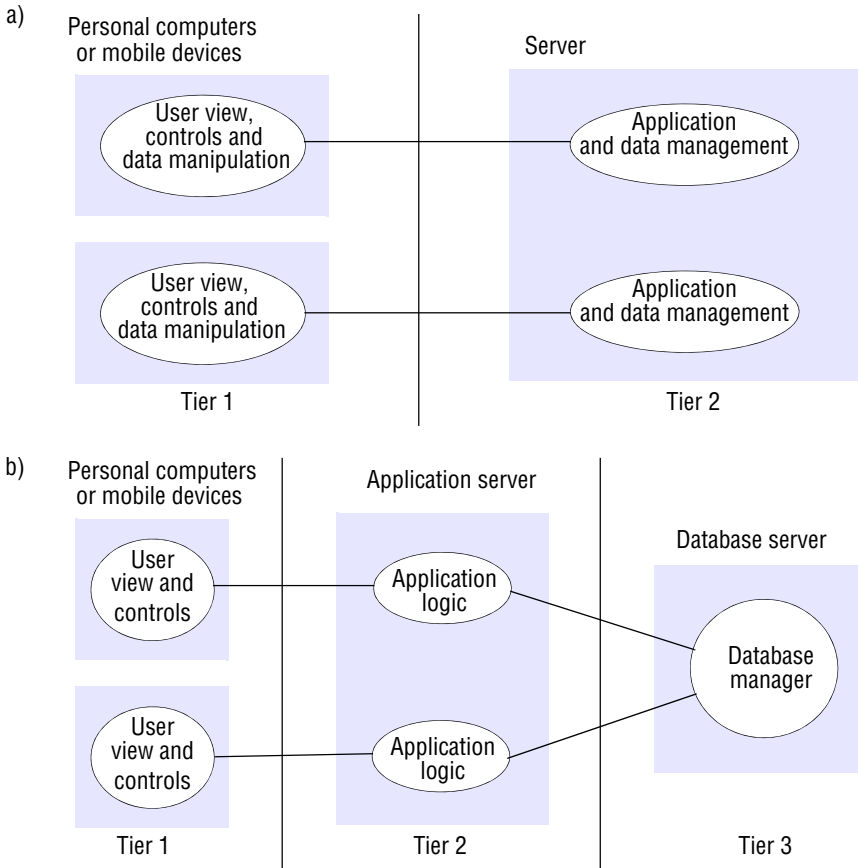 a)
Personal computers
or mobile devices
Server
User view,
controls and
data manipulation
Application
and data management
User view,
controls and
data manipulation
Application
and data management
Tier 1
Tier 2
b)
Personal computers
or mobile devices
Application server
Database server
User
view and
controls
Application
logic
Database
manager
User
view and
controls
Application
logic
Tier 1
Tier 2
Tier 3